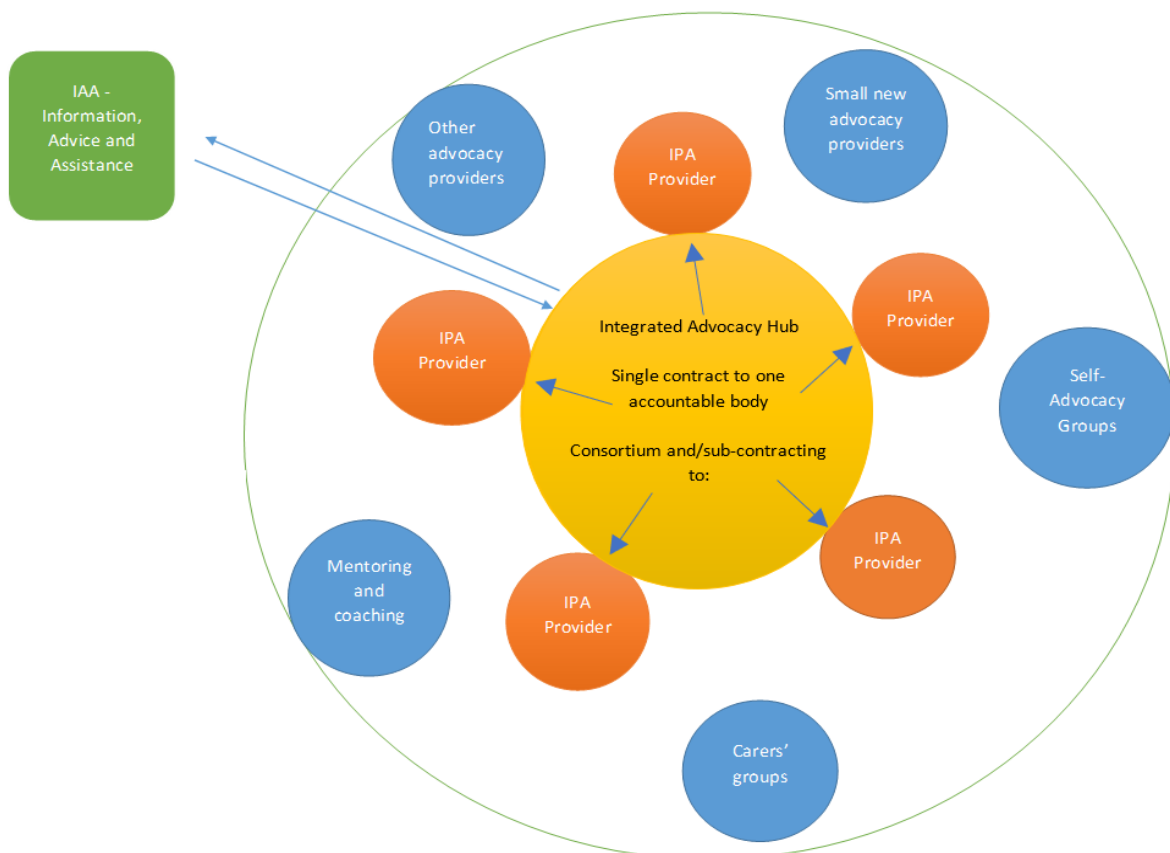 IAA -
Information,
Advice and
Assistance
Other
advocacy
providers
IPA
Provider
Small new
advocacy
providers
IPA
Provider
IPA
Provider
Integrated Advocacy Hub
Single contract to one
accountable body
Consortium and/sub-contracting
to:
Self-
Advocacy
Groups
IPA
Provider
Mentoring
and
coaching
IPA
Provider
Carers’
groups